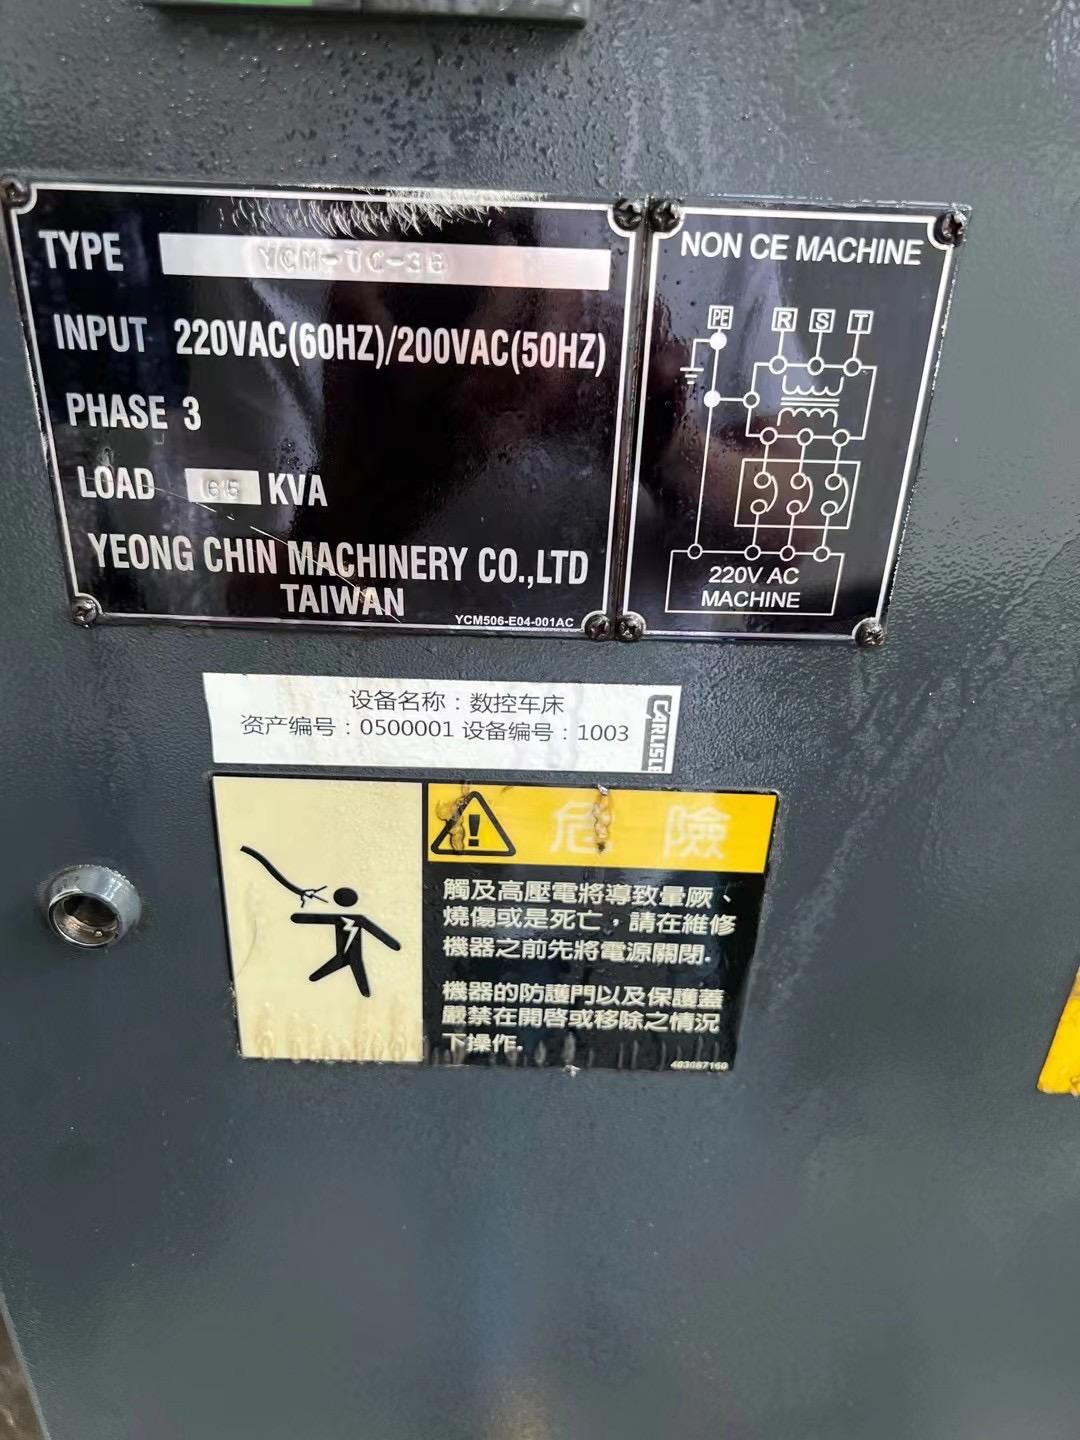 TYPE YCM-TC-36
INPUT 220VAC(60HZ)/200VAC(50HZ)
PHASE 3
LOAD 65 KVA
YEONG CHIN MACHINERY CO.,LTD
TAIWAN
YCM506-E04-001AC
NON CE MACHINE
PE R S T
220V AC
MACHINE
设备名称：数控车床
资产编号：0500001 设备编号：1003
CARLISLE
危險
觸及高壓電將導致暈厥、
燒傷或是死亡，請在維修
機器之前先將電源關閉.
機器的防護門以及保護蓋
嚴禁在開啓或移除之情況
下操作.
403087160